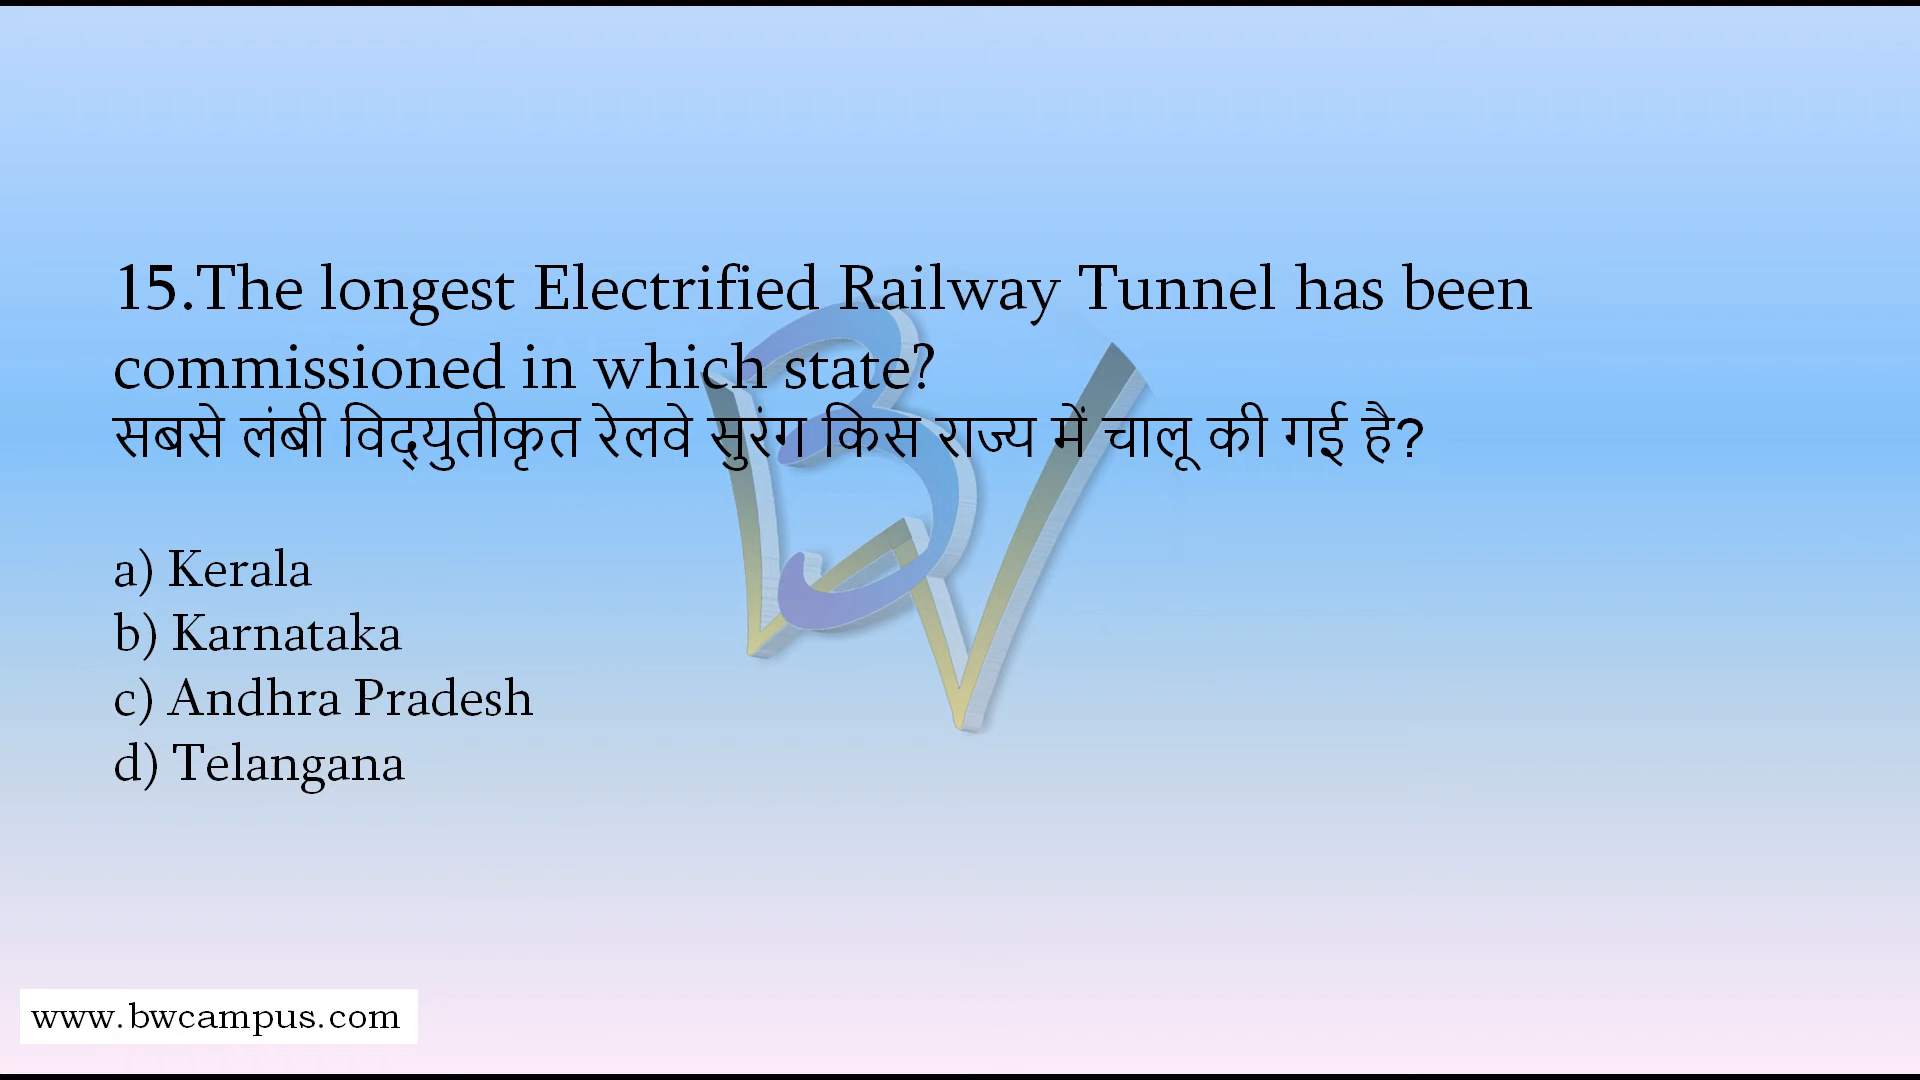 15.The longest Electrified Railway Tunnel has been
commissioned in which state?
सबसे लंबी विद्‌युतीकृत रेलवे सुरंग किस राज्य में चालू की गई है?
a) Kerala
b) Karnataka
c) Andhra Pradesh
d) Telangana
www.bwcampus.com